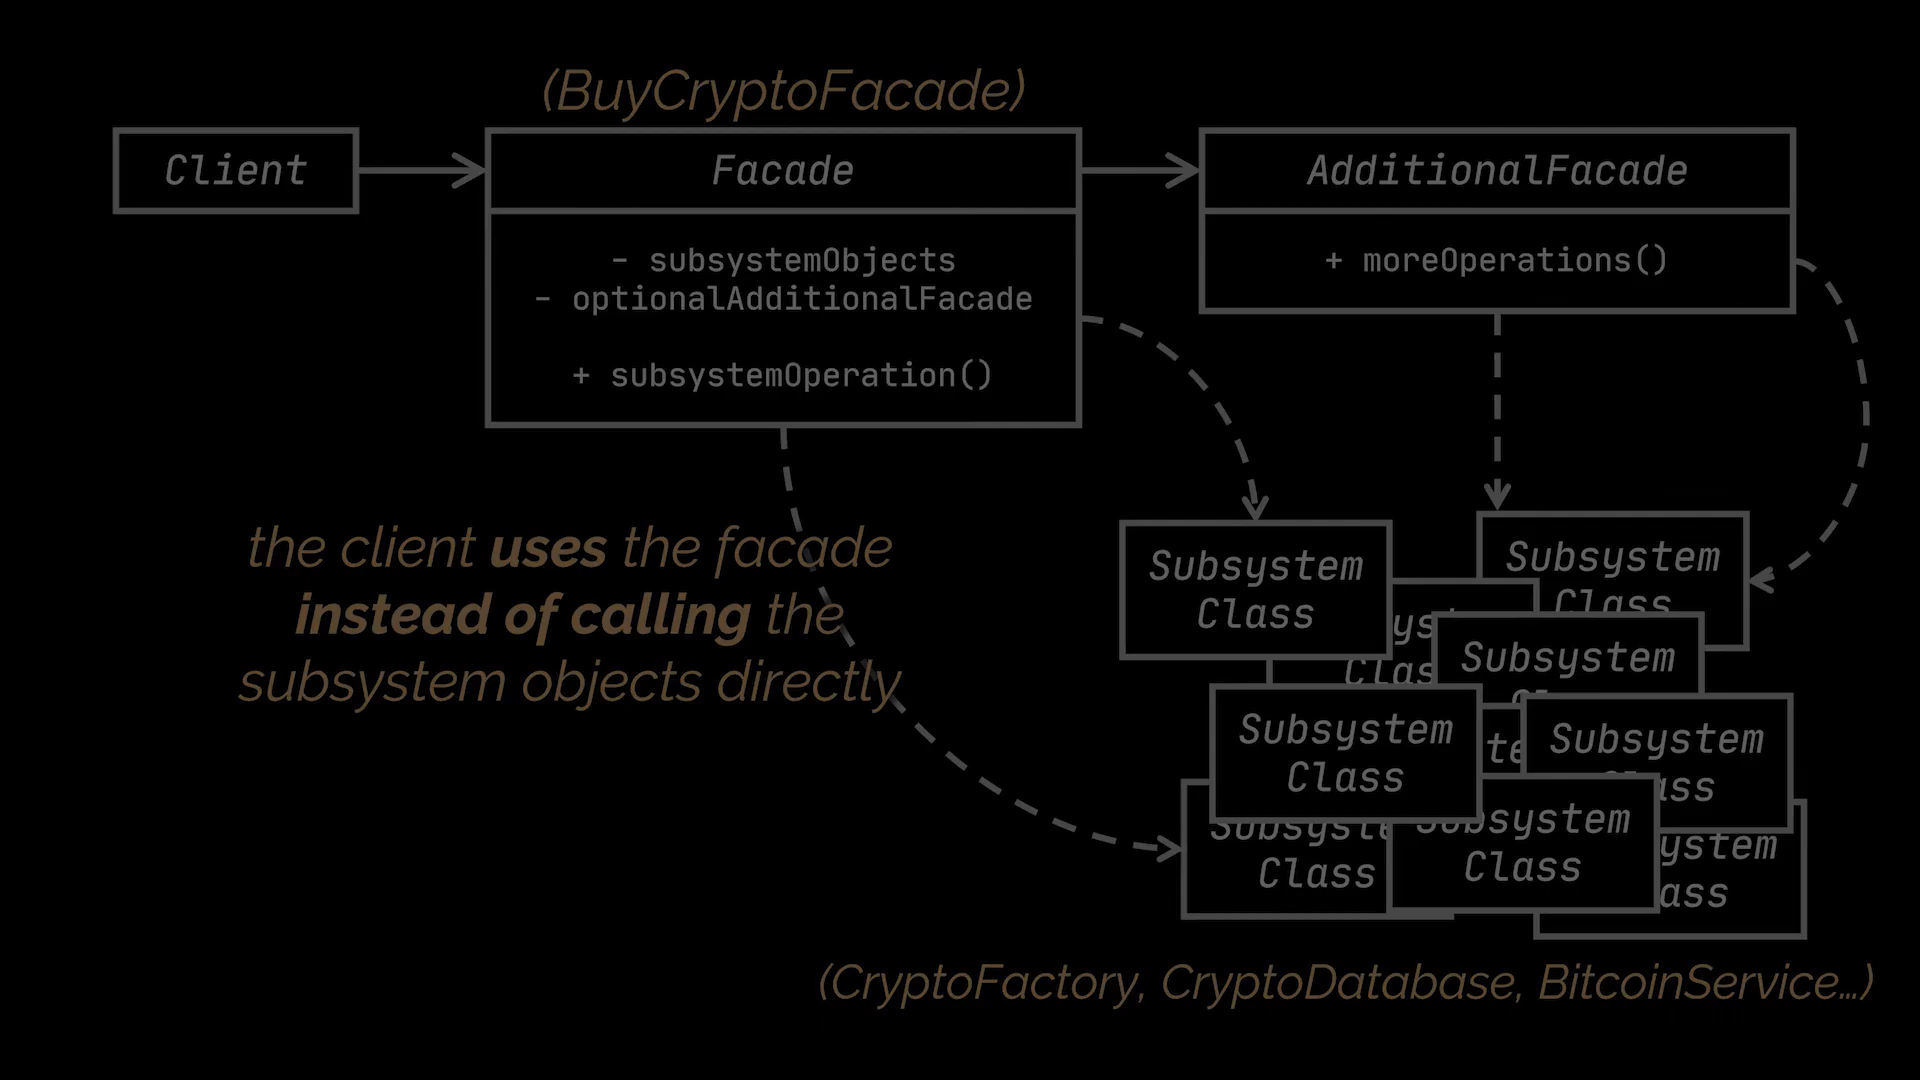 (BuyCryptoFacade)
Client
Facade
AdditionalFacade
- subsystemObjects
- optionalAdditionalFacade
+ subsystemOperation()
+ moreOperations()
the client uses the facade
instead of calling the
subsystem objects directly
Subsystem
Class
Subsystem
Class
Subsystem
Subsystem
Class
Subsystem
Class
Subsystem
Class
(CryptoFactory, CryptoDatabase, BitcoinService…)